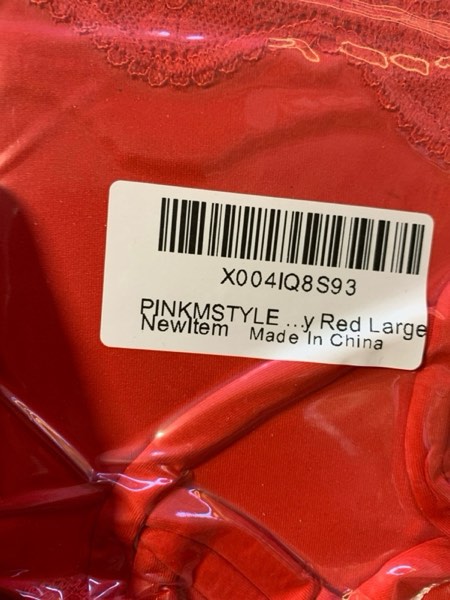 X004IQ8S93
PINKMSTYLE ...y Red Large
NewItem Made In China